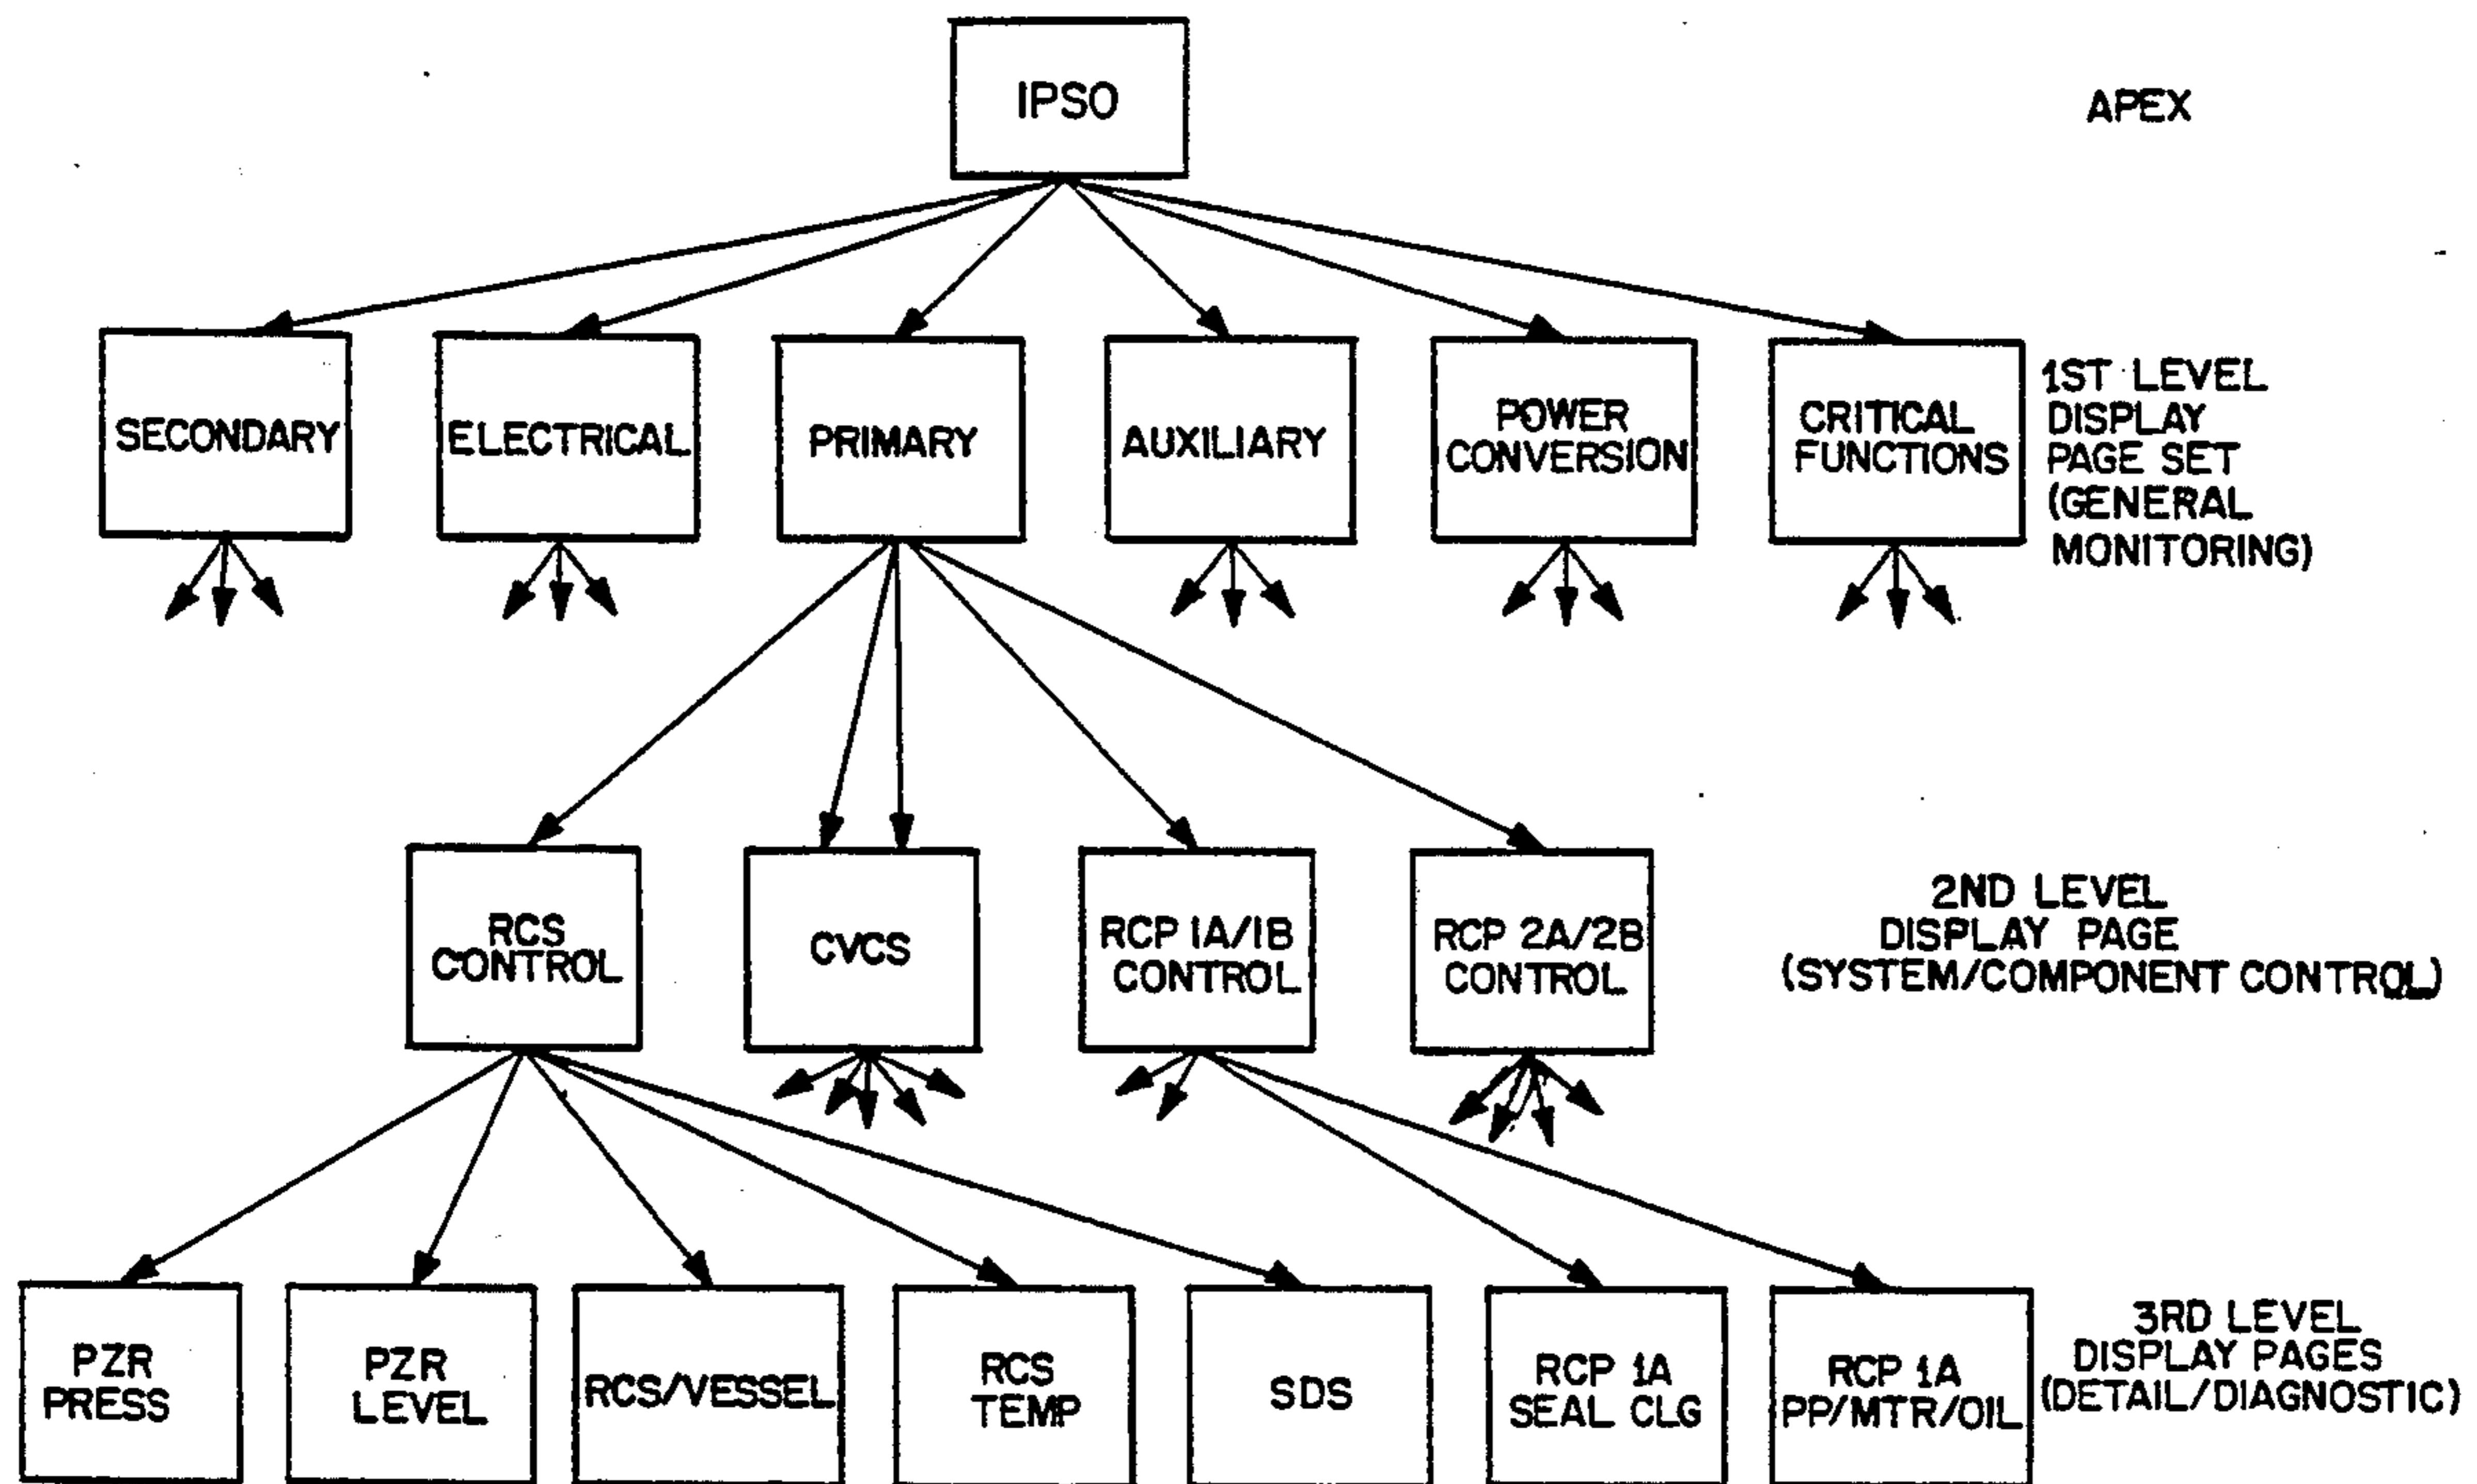 IPSO
APEX
SECONDARY
ELECTRICAL
PRIMARY
AUXILIARY
POWER
CONVERSION
CRITICAL
FUNCTIONS
1ST LEVEL
DISPLAY
PAGE SET
(GENERAL
MONITORING)
RCS
CONTROL
CVCS
RCP 1A/1B
CONTROL
RCP 2A/2B
CONTROL
2ND LEVEL
DISPLAY PAGE
(SYSTEM/COMPONENT CONTROL)
PZR
PRESS
PZR
LEVEL
RCS/VESSEL
RCS
TEMP
SDS
RCP 1A
SEAL CLG
RCP 1A
PP/MTR/OIL
3RD LEVEL
DISPLAY PAGES
(DETAIL/DIAGNOSTIC)